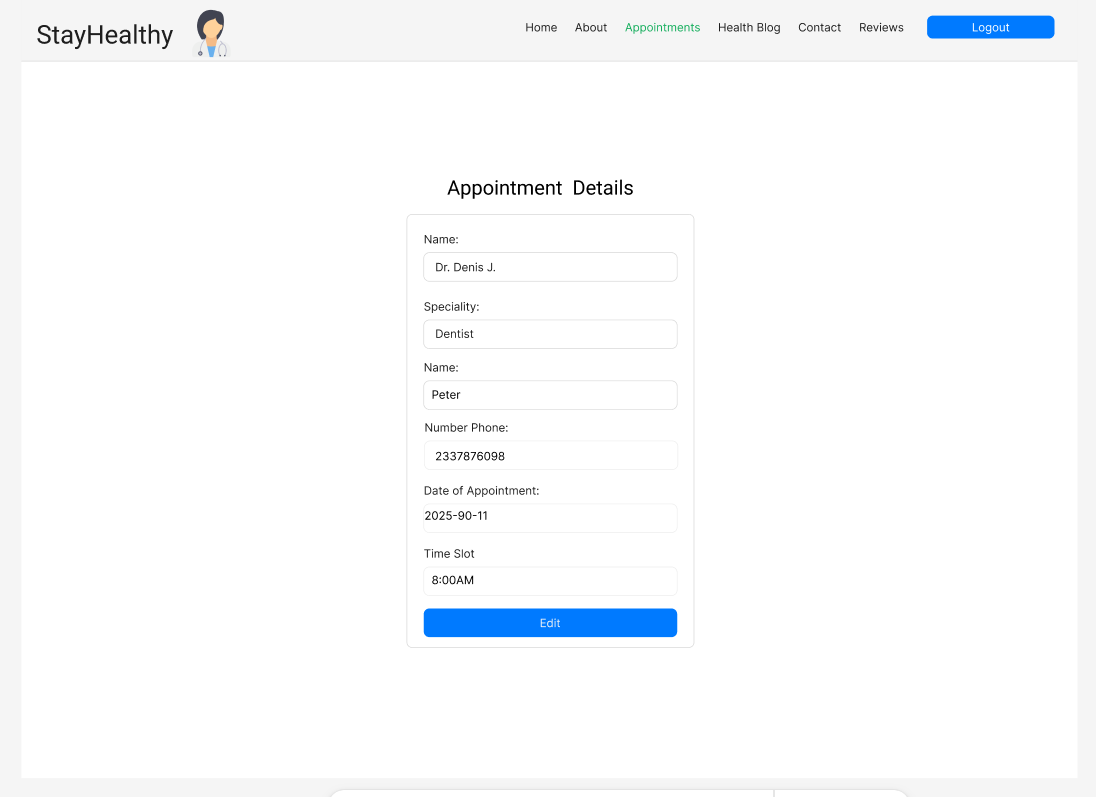 StayHealthy
Home About Appointments Health Blog Contact Reviews Logout
Appointment Details
Name:
Dr. Denis J.
Speciality:
Dentist
Name:
Peter
Number Phone:
2337876098
Date of Appointment:
2025-90-11
Time Slot
8:00AM
Edit